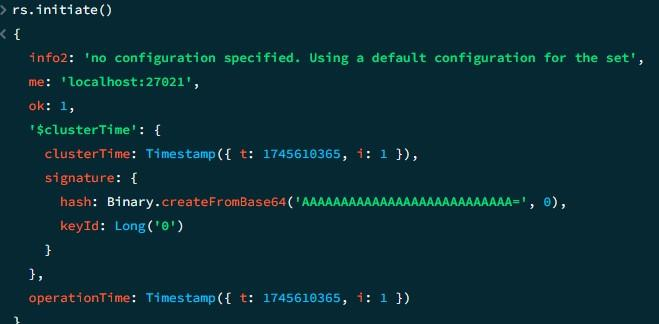 > rs.initiate()
< {
info2: 'no configuration specified. Using a default configuration for the set',
me: 'localhost:27021',
ok: 1,
'$clusterTime': {
clusterTime: Timestamp({ t: 1745610365, i: 1 }),
signature: {
hash: Binary.createFromBase64('AAAAAAAAAAAAAAAAAAAAAAAAAAA=', 0),
keyId: Long('0')
}
},
operationTime: Timestamp({ t: 1745610365, i: 1 })
}